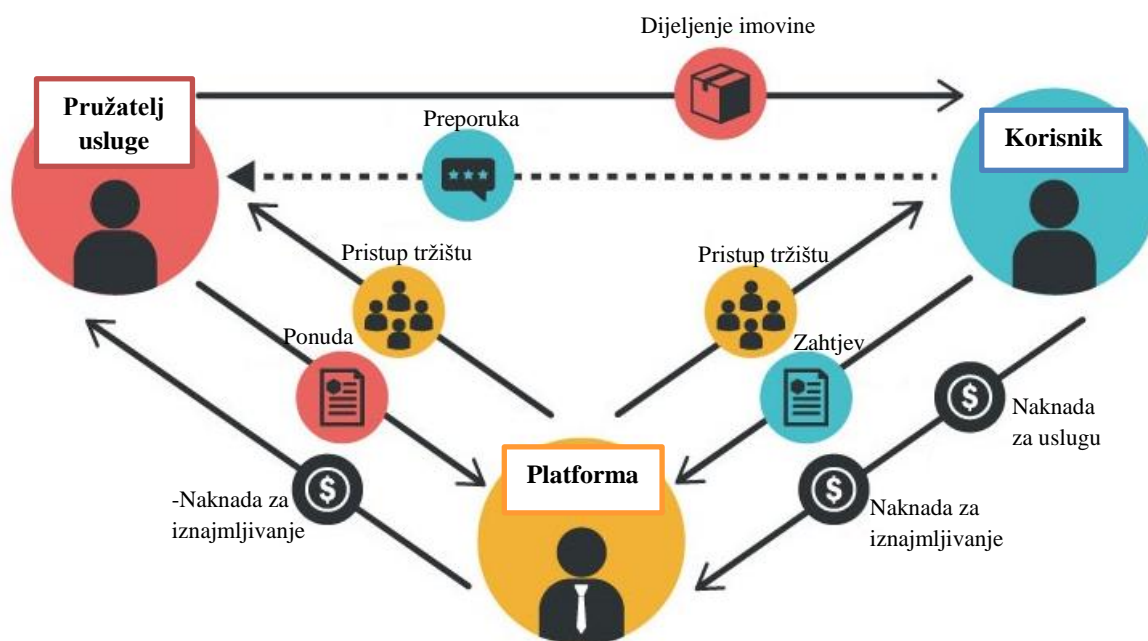 Dijeljenje imovine
Pružatelj
usluge
Preporuka
Korisnik
Pristup tržištu
Pristup tržištu
Ponuda
Zahtjev
Naknada
za uslugu
Platforma
-Naknada za
iznajmljivanje
Naknada za
iznajmljivanje
$
$
$